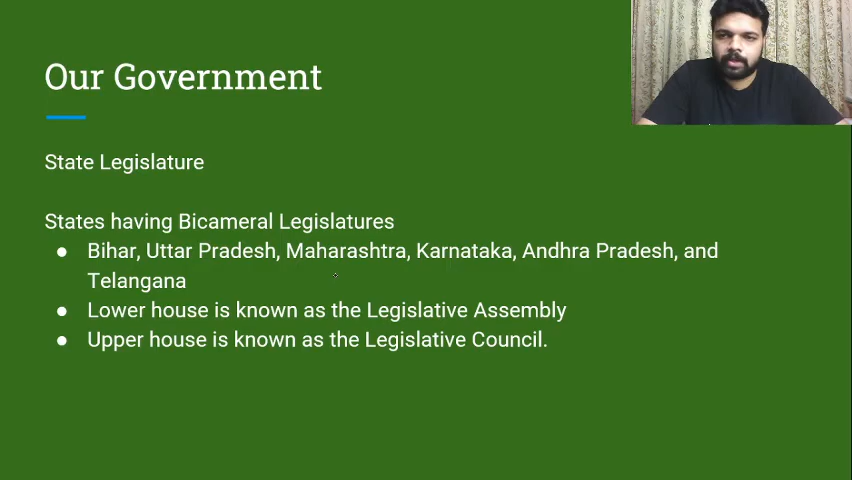 Our Government
State Legislature
States having Bicameral Legislatures
● Bihar, Uttar Pradesh, Maharashtra, Karnataka, Andhra Pradesh, and
Telangana
● Lower house is known as the Legislative Assembly
● Upper house is known as the Legislative Council.